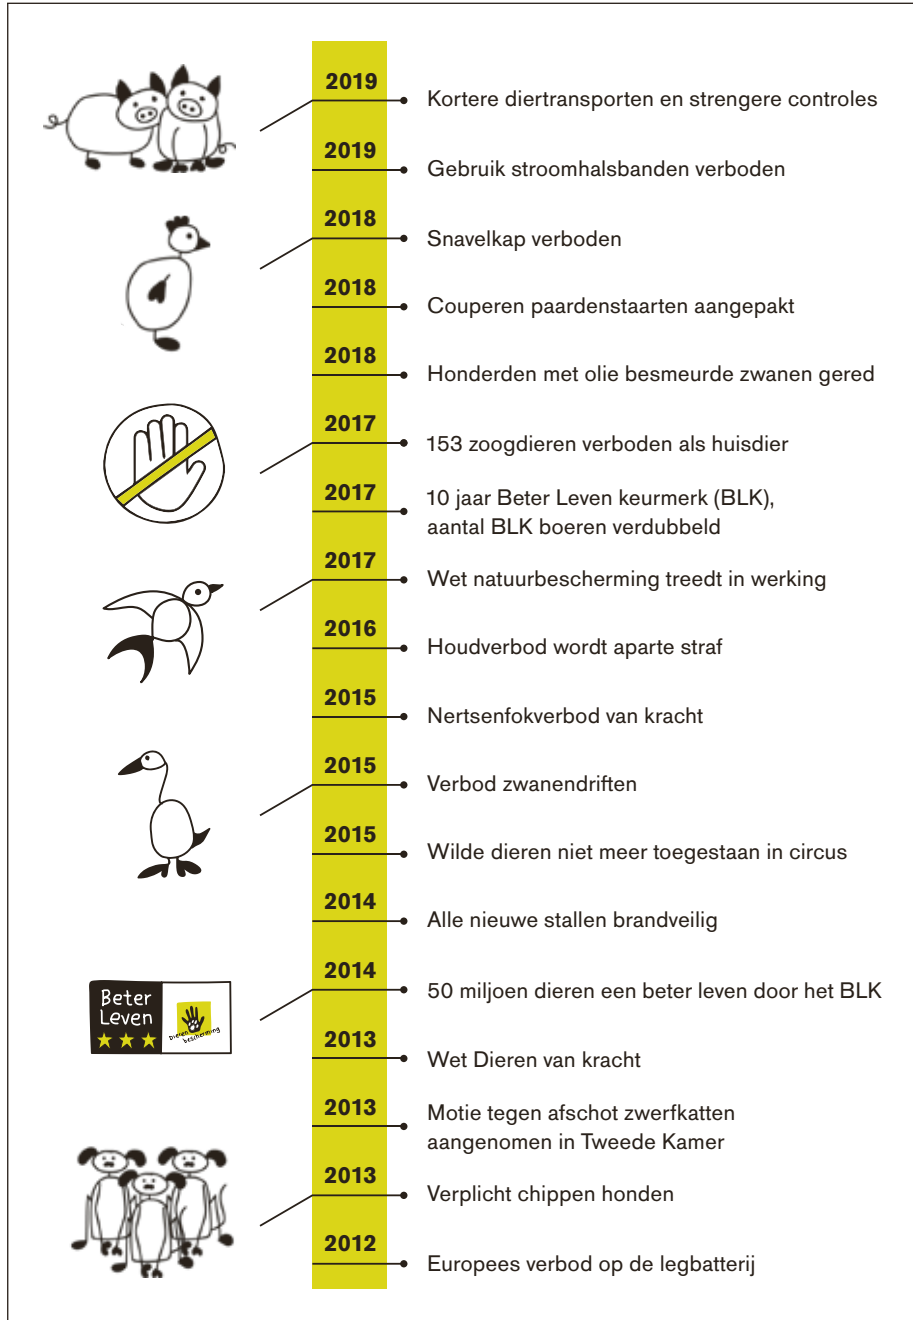 2019
Kortere diertransporten en strengere controles
2019
Gebruik stroomhalsbanden verboden
2018
Snavelkap verboden
2018
Couperen paardenstaarten aangepakt
2018
Honderden met olie besmeurde zwanen gered
2017
153 zoogdieren verboden als huisdier
2017
10 jaar Beter Leven keurmerk (BLK),
aantal BLK boeren verdubbeld
2017
Wet natuurbescherming treedt in werking
2016
Houdverbod wordt aparte straf
2015
Nertsenfokverbod van kracht
2015
Verbod zwanendriften
2015
Wilde dieren niet meer toegestaan in circus
2014
Alle nieuwe stallen brandveilig
Beter
Leven
Dieren
bescherming
2014
50 miljoen dieren een beter leven door het BLK
2013
Wet Dieren van kracht
2013
Motie tegen afschot zwerfkatten
aangenomen in Tweede Kamer
2013
Verplicht chippen honden
2012
Europees verbod op de legbatterij